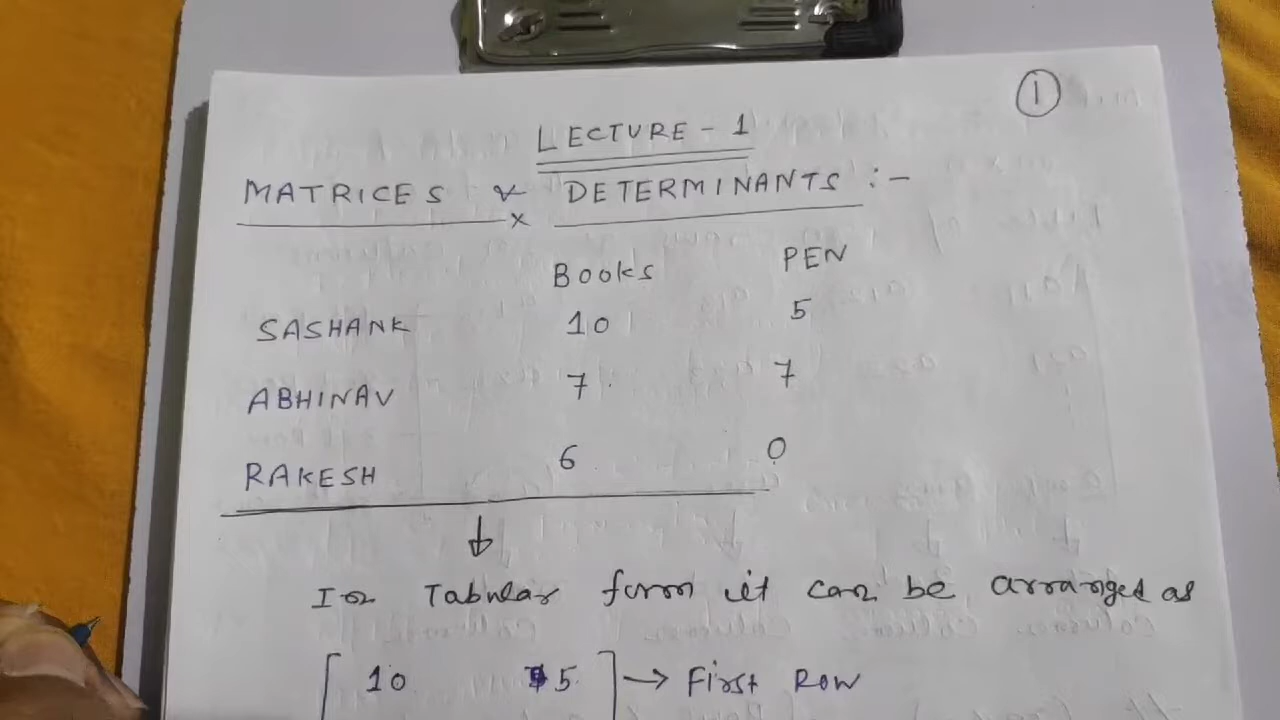 1
LECTURE - 1
MATRICES & DETERMINANTS :-
Books PEN
SASHANK 10 5
ABHINAV 7 7
RAKESH 6 0
In Tabular form it can be arranged as
10 5 → First Row